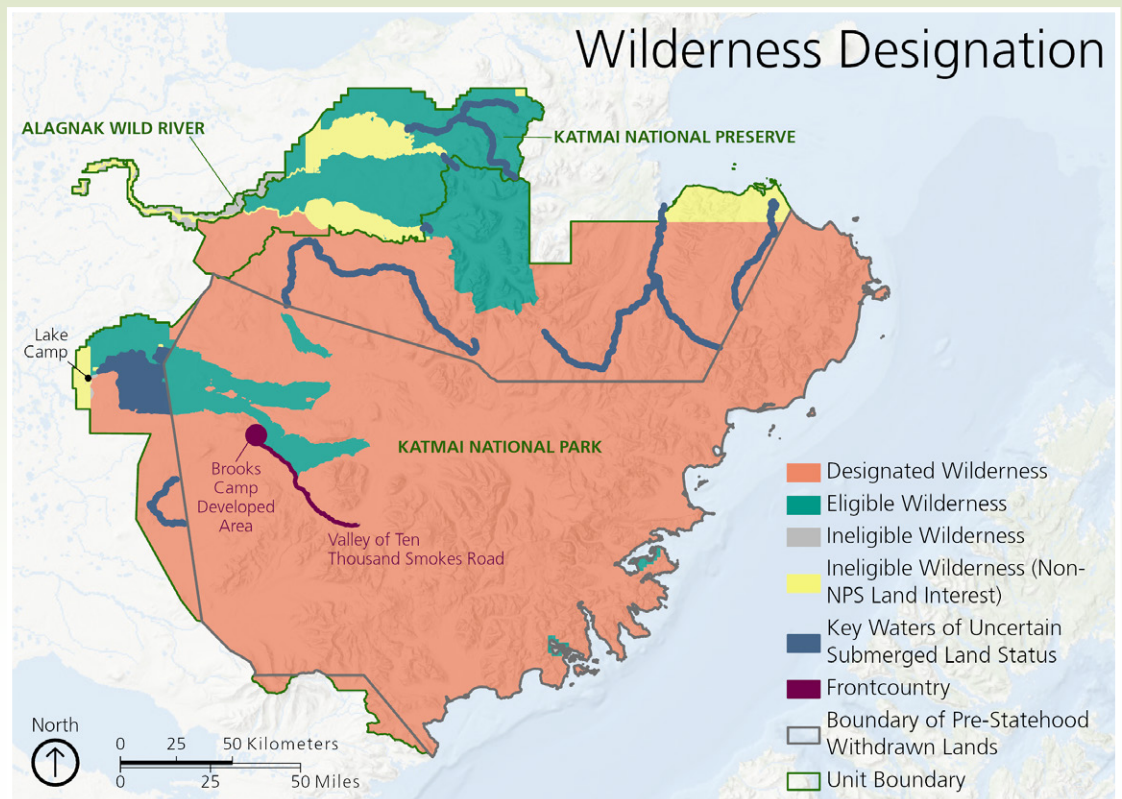 Wilderness Designation
ALAGNAK WILD RIVER
KATMAI NATIONAL PRESERVE
Lake
Camp
KATMAI NATIONAL PARK
Brooks
Camp
Developed
Area
Valley of Ten
Thousand Smokes Road
Designated Wilderness
Eligible Wilderness
Ineligible Wilderness
Ineligible Wilderness (Non-
NPS Land Interest)
Key Waters of Uncertain
Submerged Land Status
Frontcountry
Boundary of Pre-Statehood
Withdrawn Lands
Unit Boundary
North
0 25 50 Kilometers
0 25 50 Miles